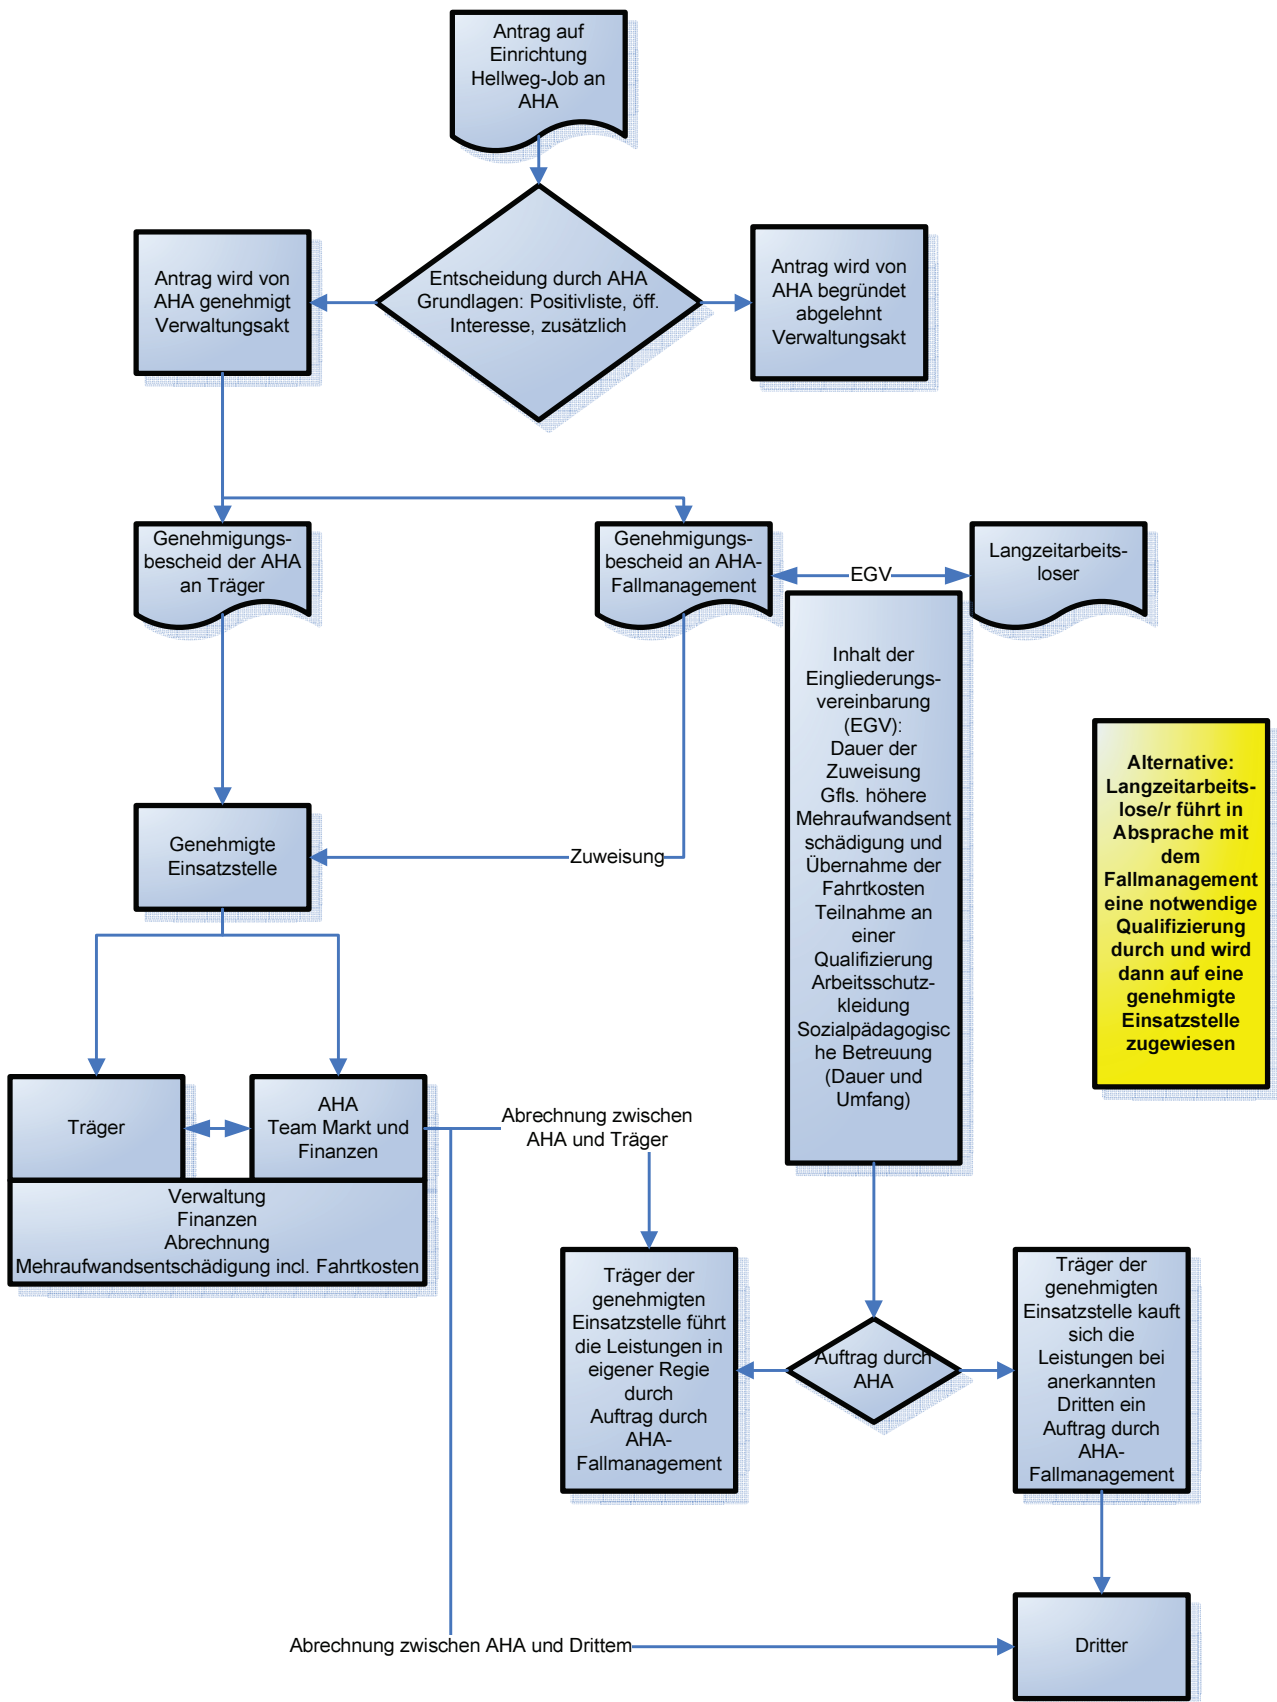 Antrag auf
Einrichtung
Hellweg-Job an
AHA
Antrag wird von
AHA genehmigt
Verwaltungsakt
Entscheidung durch AHA
Grundlagen: Positivliste, öff.
Interesse, zusätzlich
Antrag wird von
AHA begründet
abgelehnt
Verwaltungsakt
Genehmigungs-
bescheid der AHA
an Träger
Genehmigungs-
bescheid an AHA-
Fallmanagement
EGV
Langzeitarbeits-
loser
Inhalt der
Eingliederungs-
vereinbarung
(EGV):
Dauer der
Zuweisung
Gfls. höhere
Mehraufwandsent
schädigung und
Übernahme der
Fahrtkosten
Teilnahme an
einer
Qualifizierung
Arbeitsschutz-
kleidung
Sozialpädagogisc
he Betreuung
(Dauer und
Umfang)
Alternative:
Langzeitarbeits-
lose/r führt in
Absprache mit
dem
Fallmanagement
eine notwendige
Qualifizierung
durch und wird
dann auf eine
genehmigte
Einsatzstelle
zugewiesen
Genehmigte
Einsatzstelle
Zuweisung
Träger
AHA
Team Markt und
Finanzen
Verwaltung
Finanzen
Abrechnung
Mehraufwandsentschädigung incl. Fahrtkosten
Abrechnung zwischen
AHA und Träger
Träger der
genehmigten
Einsatzstelle führt
die Leistungen in
eigener Regie
durch
Auftrag durch
AHA-
Fallmanagement
Auftrag durch
AHA
Träger der
genehmigten
Einsatzstelle kauft
sich die
Leistungen bei
anerkannten
Dritten ein
Auftrag durch
AHA-
Fallmanagement
Abrechnung zwischen AHA und Drittem
Dritter